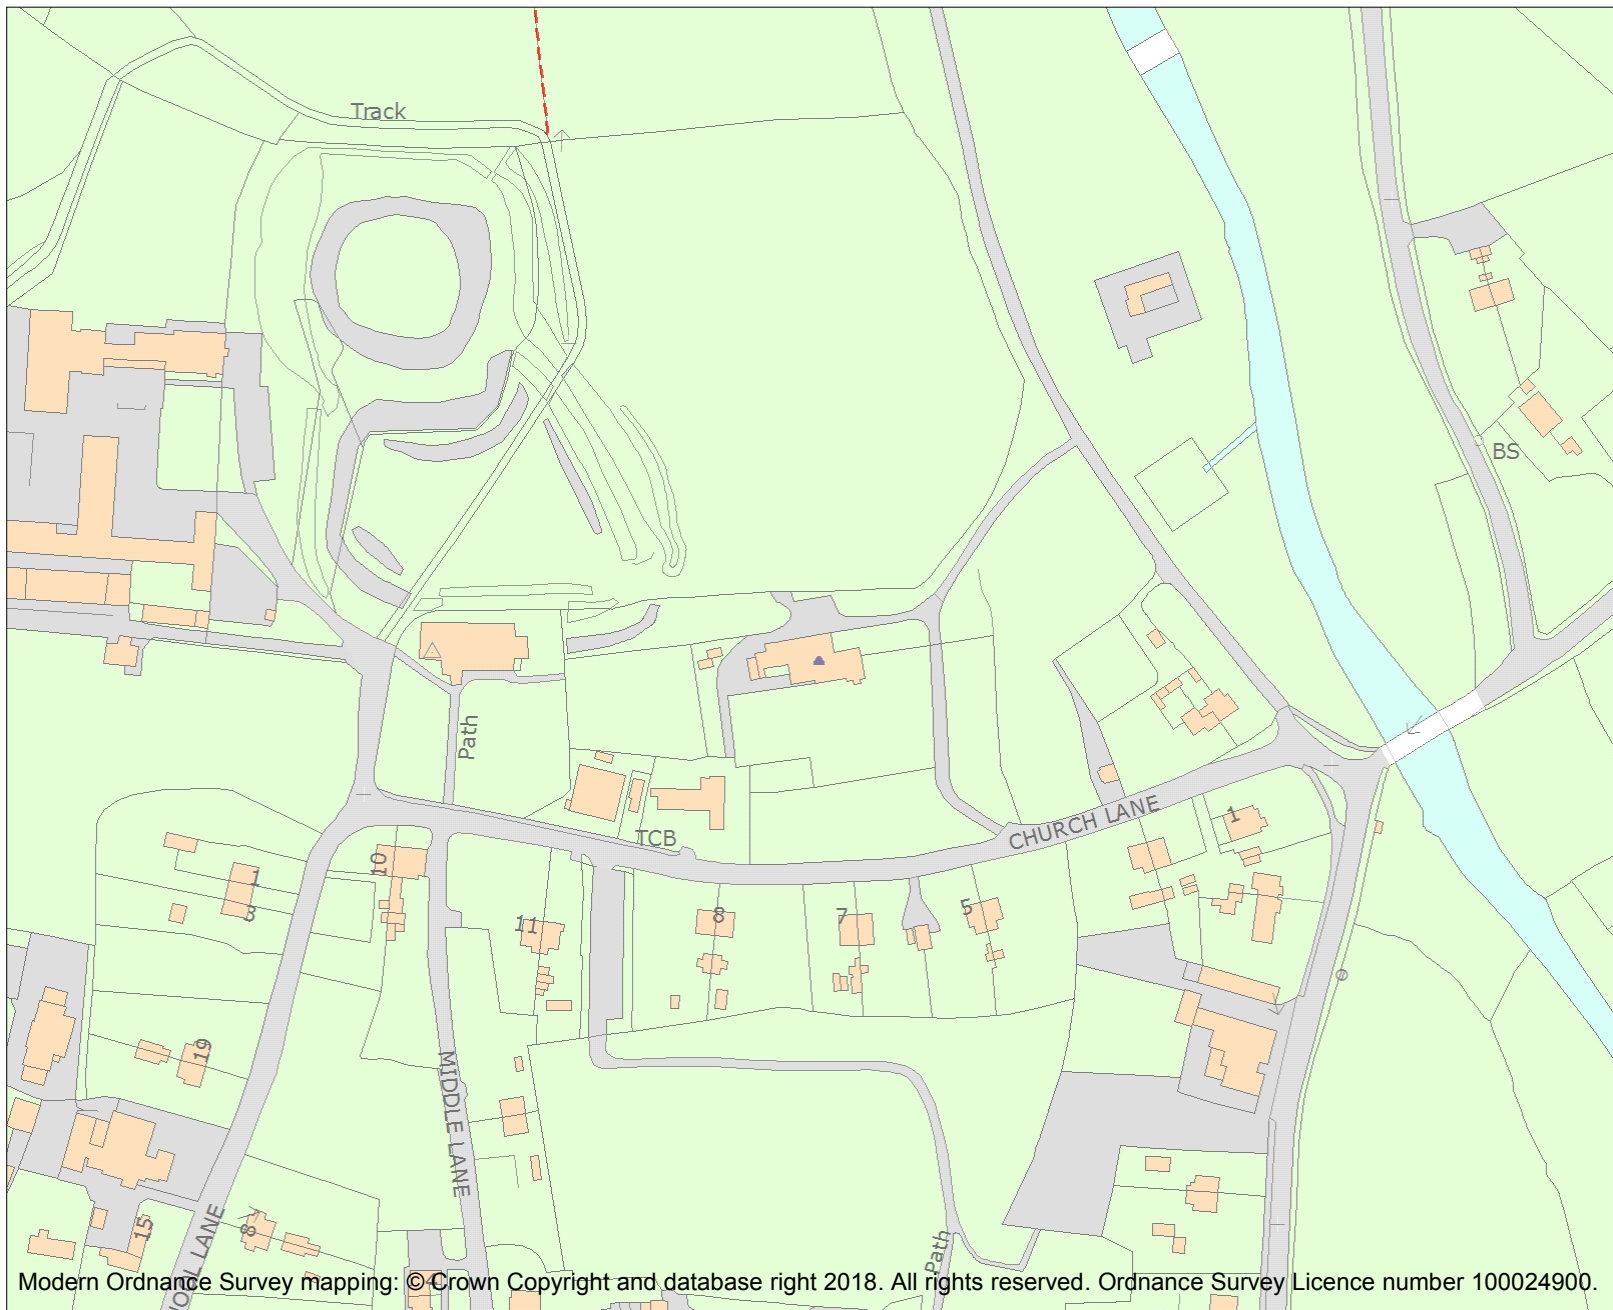 Track
BS
Path
TCB
CHURCH LANE
1
10
1
3
11
8
7
5
19
MIDDLE LANE
15
8
Path
Modern Ordnance Survey mapping: © Crown Copyright and database right 2018. All rights reserved. Ordnance Survey Licence number 100024900.